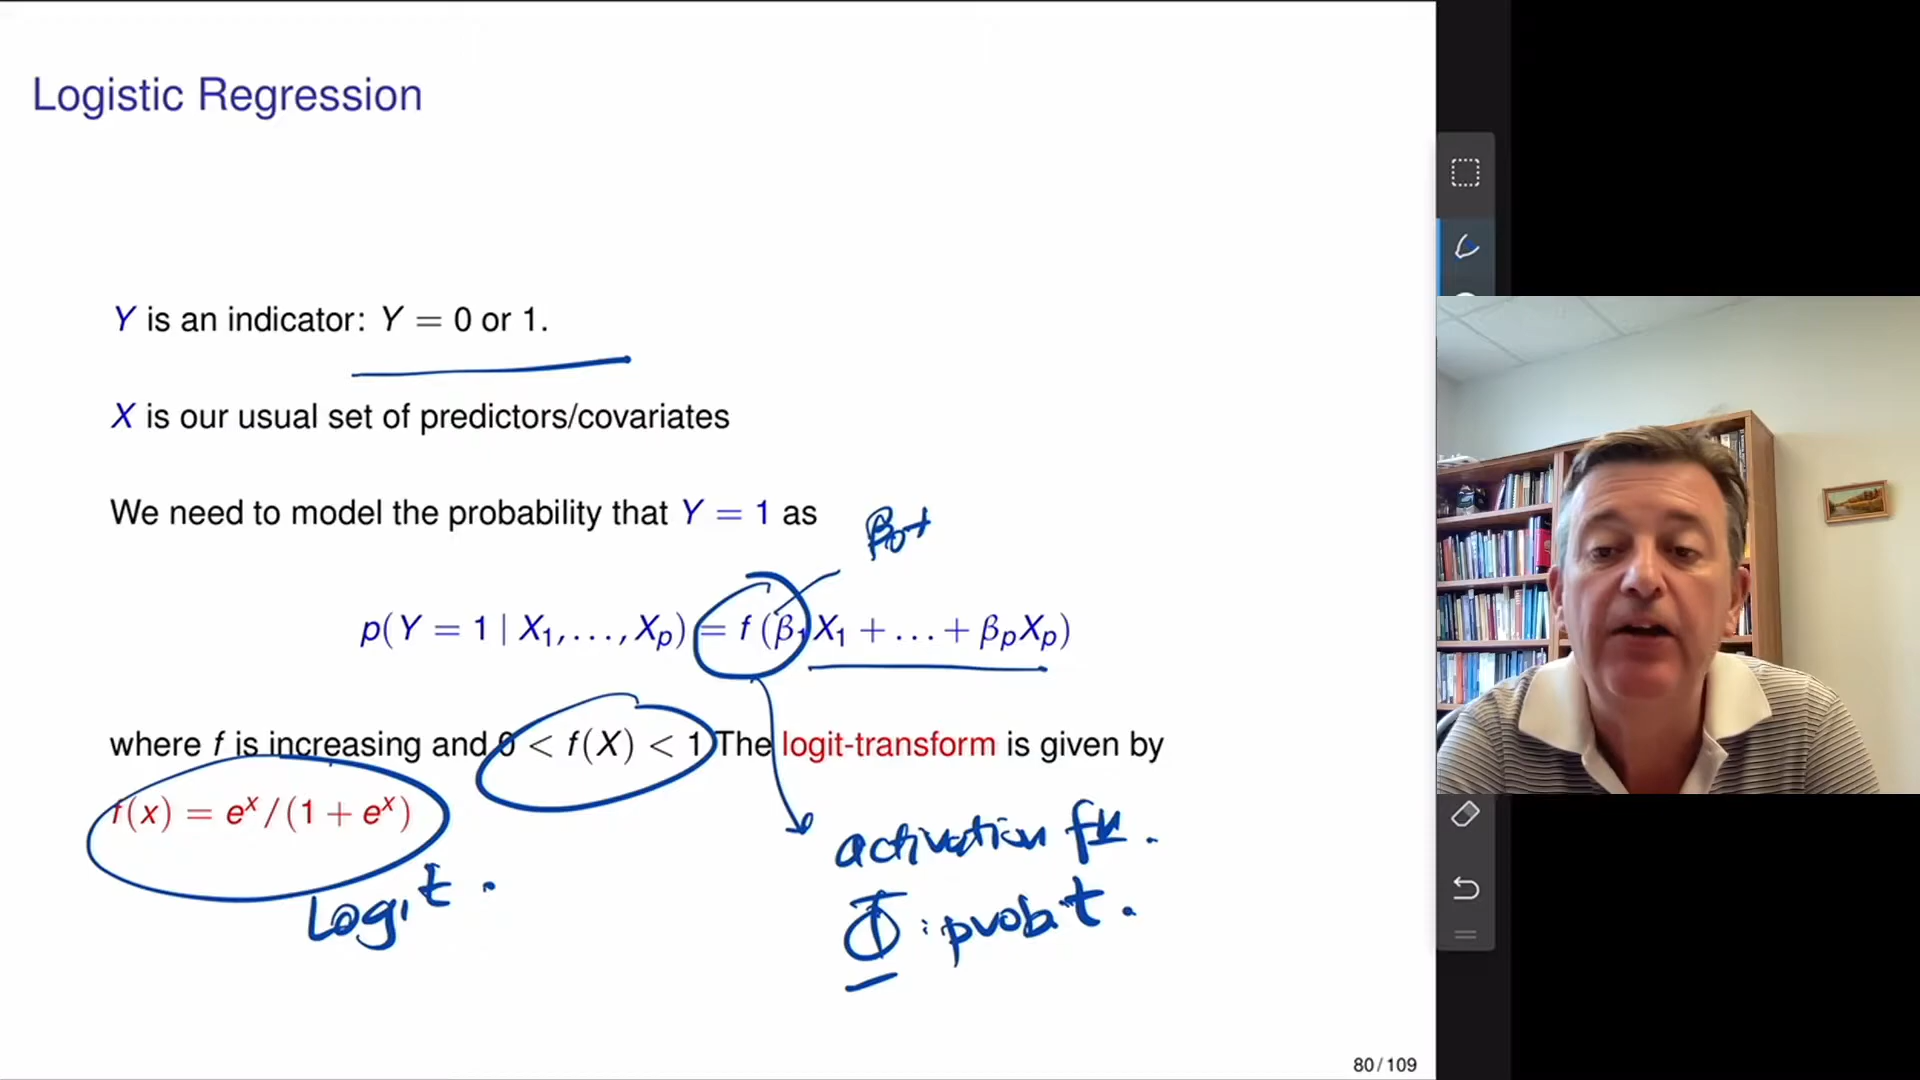 Logistic Regression
Y is an indicator: Y = 0 or 1.
X is our usual set of predictors/covariates
We need to model the probability that Y = 1 as
β₀+
p(Y = 1 | X₁, . . . , Xₚ) = f (β₁X₁ + . . . + βₚXₚ)
where f is increasing and 0 < f(X) < 1 The logit-transform is given by
f(x) = eˣ/(1 + eˣ)
activation fn.
Logit.
Φ : probit.
80/109